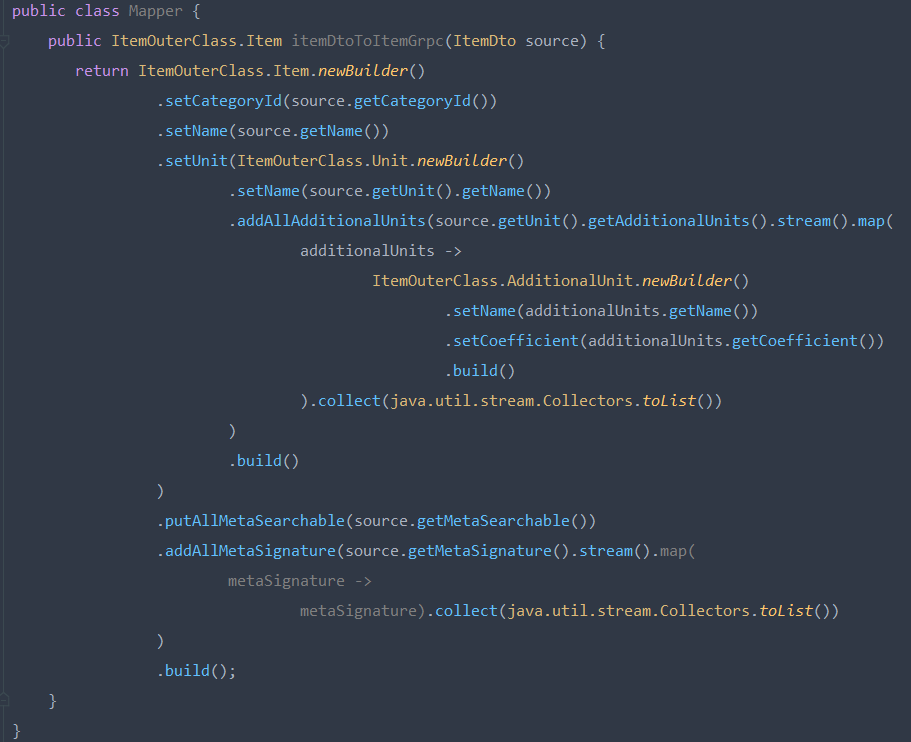 public class Mapper {
    public ItemOuterClass.Item itemDtoToItemGrpc(ItemDto source) {
       return ItemOuterClass.Item.newBuilder()
                .setCategoryId(source.getCategoryId())
                .setName(source.getName())
                .setUnit(ItemOuterClass.Unit.newBuilder()
                        .setName(source.getUnit().getName())
                        .addAllAdditionalUnits(source.getUnit().getAdditionalUnits().stream().map(
                                additionalUnits ->
                                        ItemOuterClass.AdditionalUnit.newBuilder()
                                                .setName(additionalUnits.getName())
                                                .setCoefficient(additionalUnits.getCoefficient())
                                                .build()
                                ).collect(java.util.stream.Collectors.toList())
                        )
                        .build()
                )
                .putAllMetaSearchable(source.getMetaSearchable())
                .addAllMetaSignature(source.getMetaSignature().stream().map(
                        metaSignature ->
                                metaSignature).collect(java.util.stream.Collectors.toList())
                )
                .build();
    }
}